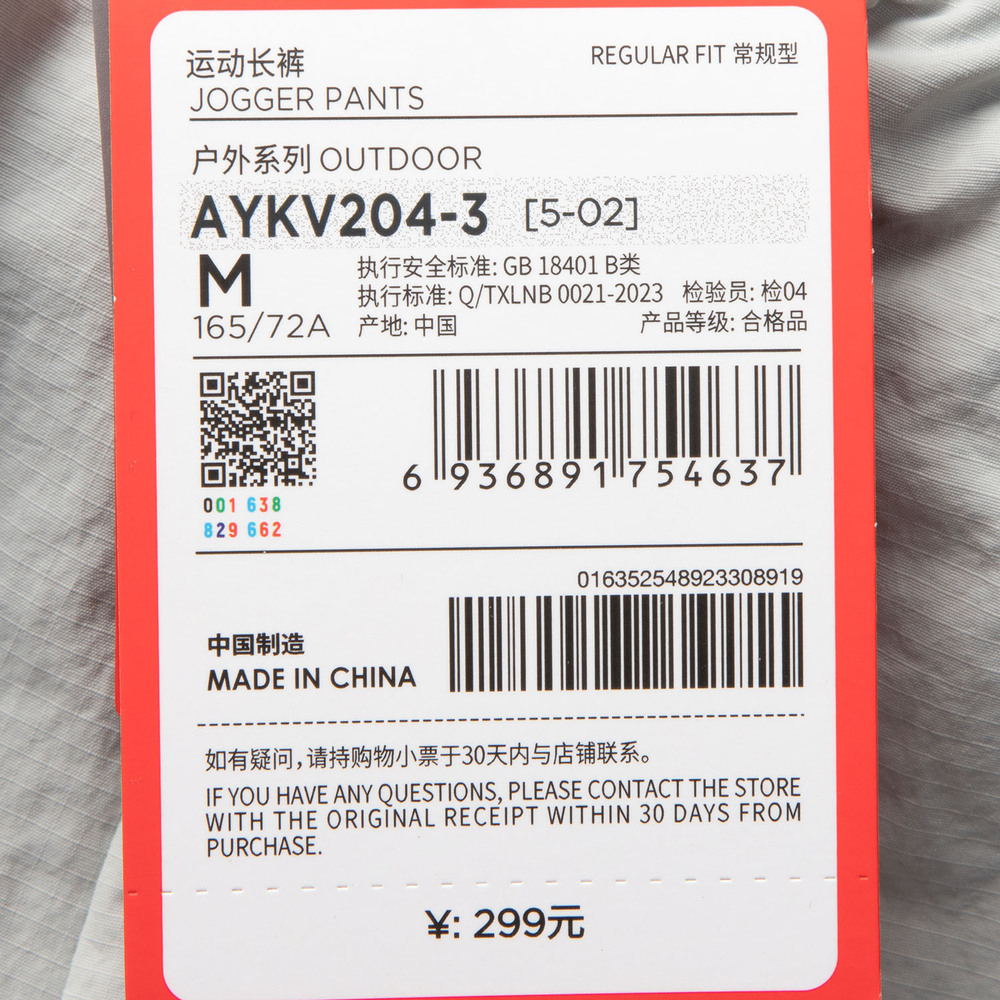 运动长裤
REGULAR FIT 常规型
JOGGER PANTS
户外系列 OUTDOOR
AYKV204-3 [5-02]
M
执行安全标准: GB 18401 B类
执行标准: Q/TXLNB 0021-2023 检验员: 检04
165/72A 产地: 中国 产品等级: 合格品
6 936891 754637
001 638
829 662
016352548923308919
中国制造
MADE IN CHINA
如有疑问,请持购物小票于30天内与店铺联系。
IF YOU HAVE ANY QUESTIONS, PLEASE CONTACT THE STORE
WITH THE ORIGINAL RECEIPT WITHIN 30 DAYS FROM
PURCHASE.
¥: 299元